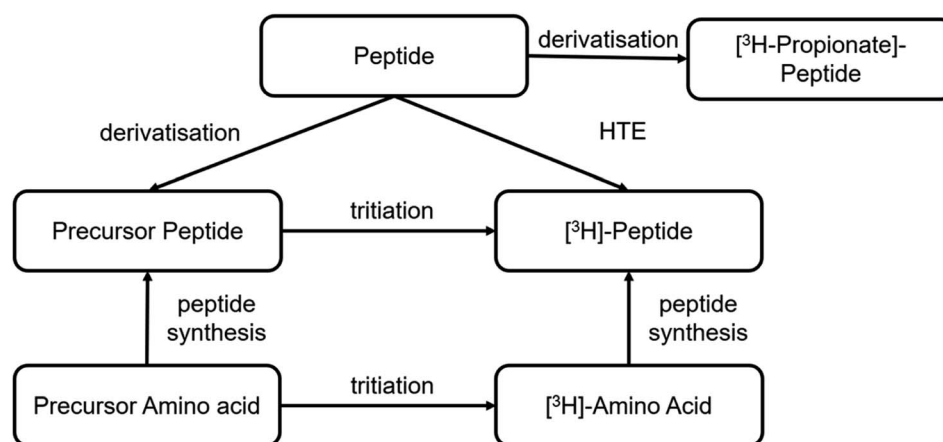 Peptide
derivatisation
[³H-Propionate]-
Peptide
derivatisation
HTE
Precursor Peptide
tritiation
[³H]-Peptide
peptide
synthesis
peptide
synthesis
Precursor Amino acid
tritiation
[³H]-Amino Acid